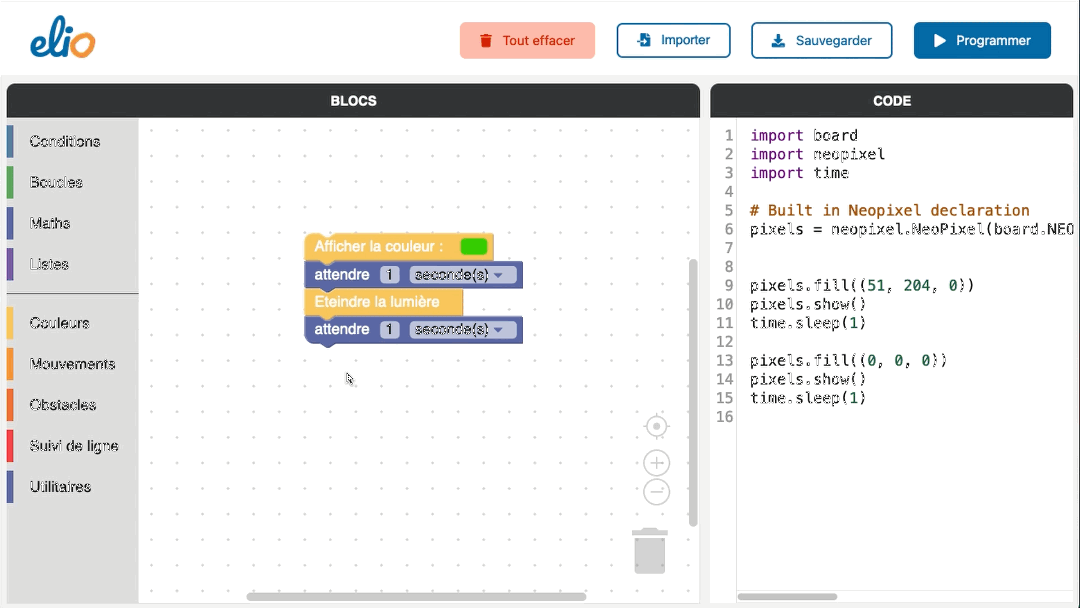 elio
Tout effacer
Importer
Sauvegarder
Programmer
BLOCS
Conditions
Boucles
Maths
Listes
Couleurs
Mouvements
Obstacles
Suivi de ligne
Utilitaires
Afficher la couleur :
attendre 1 seconde(s)
Eteindre la lumière
attendre 1 seconde(s)
CODE
1 import board
2 import neopixel
3 import time
4
5 # Built in Neopixel declaration
6 pixels = neopixel.NeoPixel(board.NEO
7
8
9 pixels.fill((51, 204, 0))
10 pixels.show()
11 time.sleep(1)
12
13 pixels.fill((0, 0, 0))
14 pixels.show()
15 time.sleep(1)
16